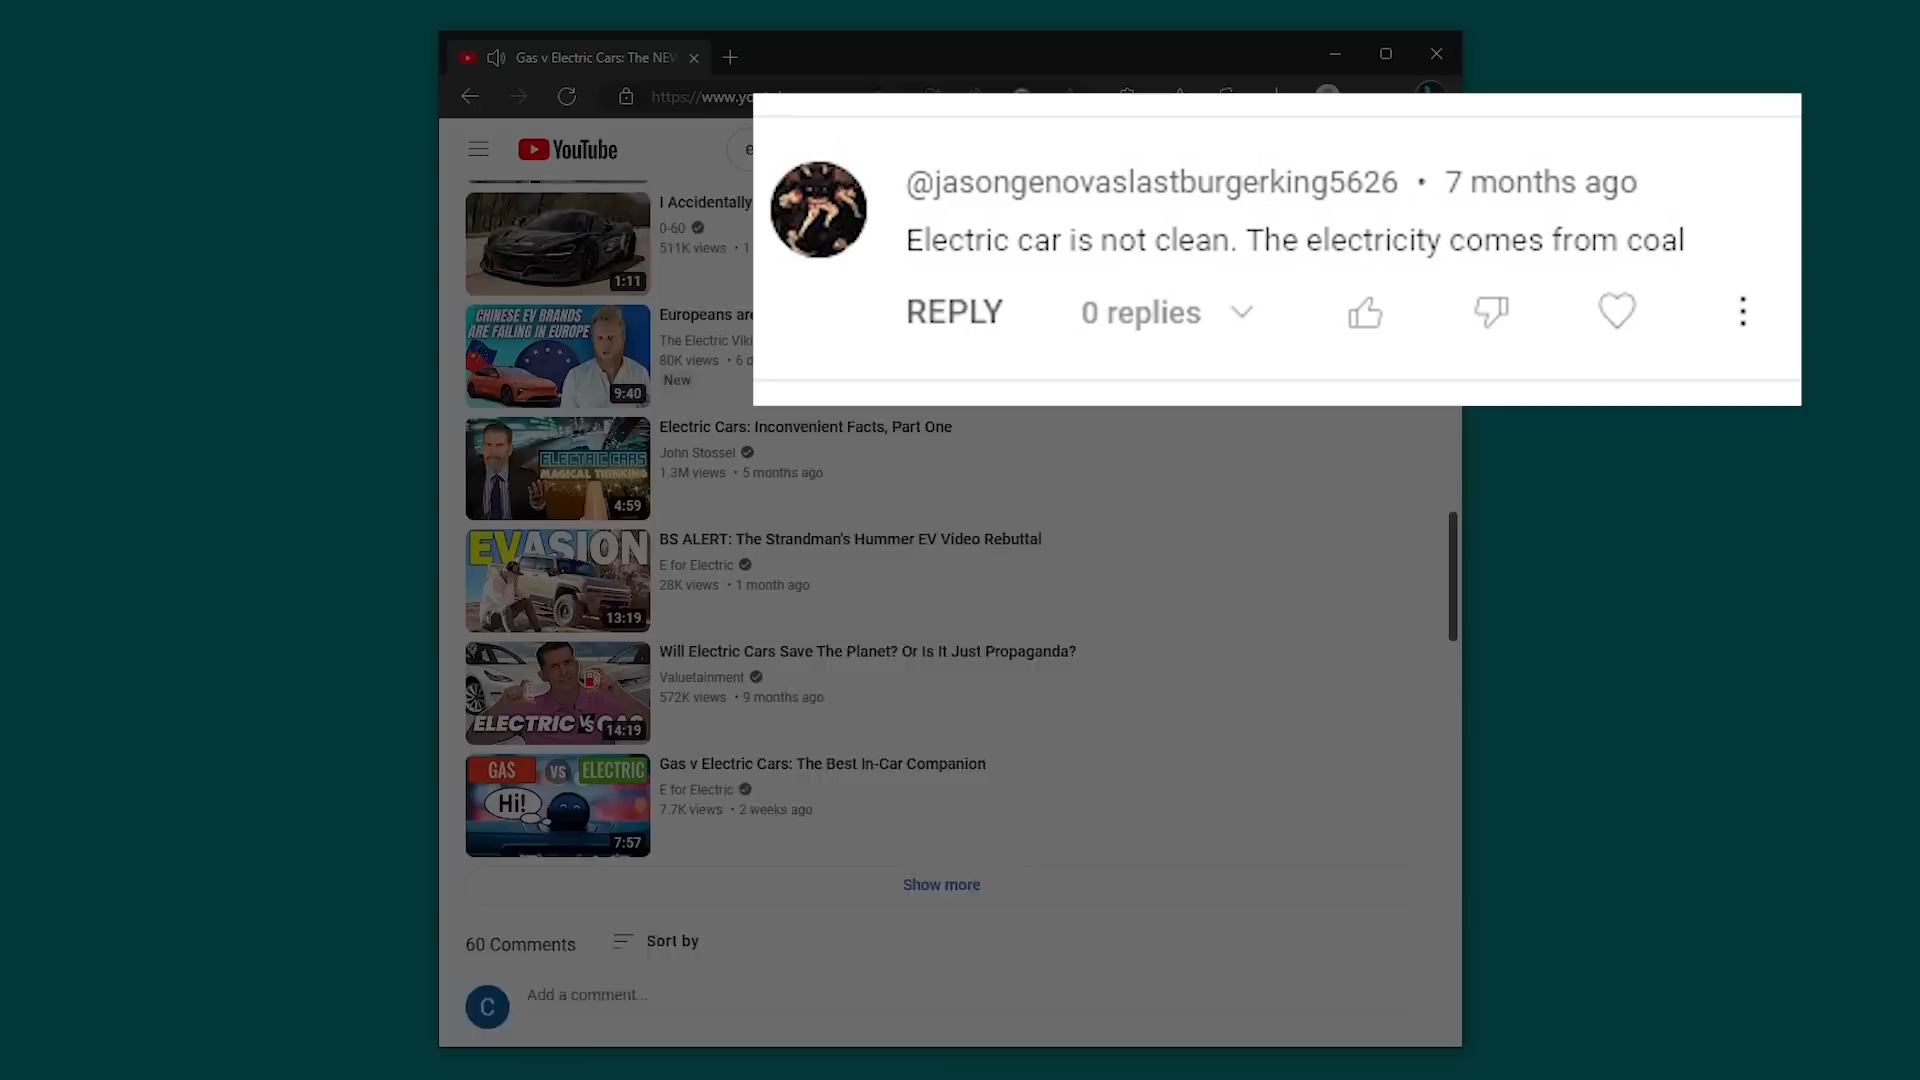 Gas v Electric Cars: The NEW
https://www.yo
YouTube
e
@jasongenovaslastburgerking5626 • 7 months ago
Electric car is not clean. The electricity comes from coal
REPLY 0 replies
I Accidentally
0-60
511K views • 1
1:11
CHINESE EV BRANDS
ARE FAILING IN EUROPE
9:40
Europeans are
The Electric Viki
80K views • 6 d
New
ELECTRIC CARS
MAGICAL THINKING
4:59
Electric Cars: Inconvenient Facts, Part One
John Stossel
1.3M views • 5 months ago
EVASION
13:19
BS ALERT: The Strandman's Hummer EV Video Rebuttal
E for Electric
28K views • 1 month ago
ELECTRIC VS GAS
14:19
Will Electric Cars Save The Planet? Or Is It Just Propaganda?
Valuetainment
572K views • 9 months ago
GAS VS ELECTRIC
Hi!
7:57
Gas v Electric Cars: The Best In-Car Companion
E for Electric
7.7K views • 2 weeks ago
Show more
60 Comments Sort by
C
Add a comment...